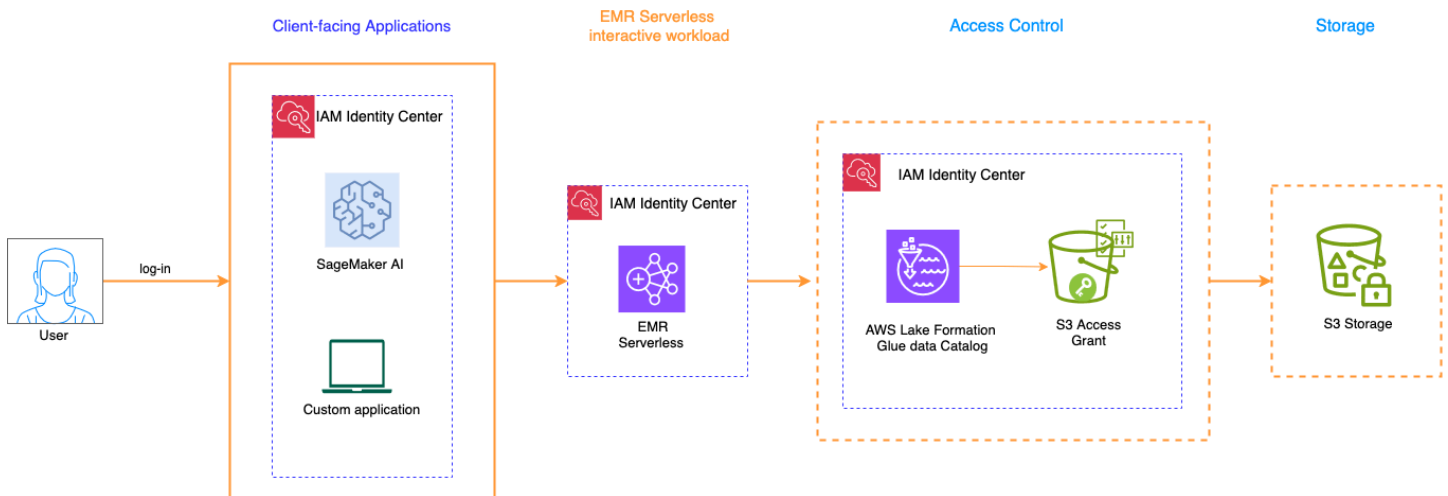 Client-facing Applications
EMR Serverless
interactive workload
Access Control
Storage
IAM Identity Center
SageMaker AI
Custom application
log-in
User
IAM Identity Center
EMR
Serverless
IAM Identity Center
AWS Lake Formation
Glue data Catalog
S3 Access
Grant
S3 Storage